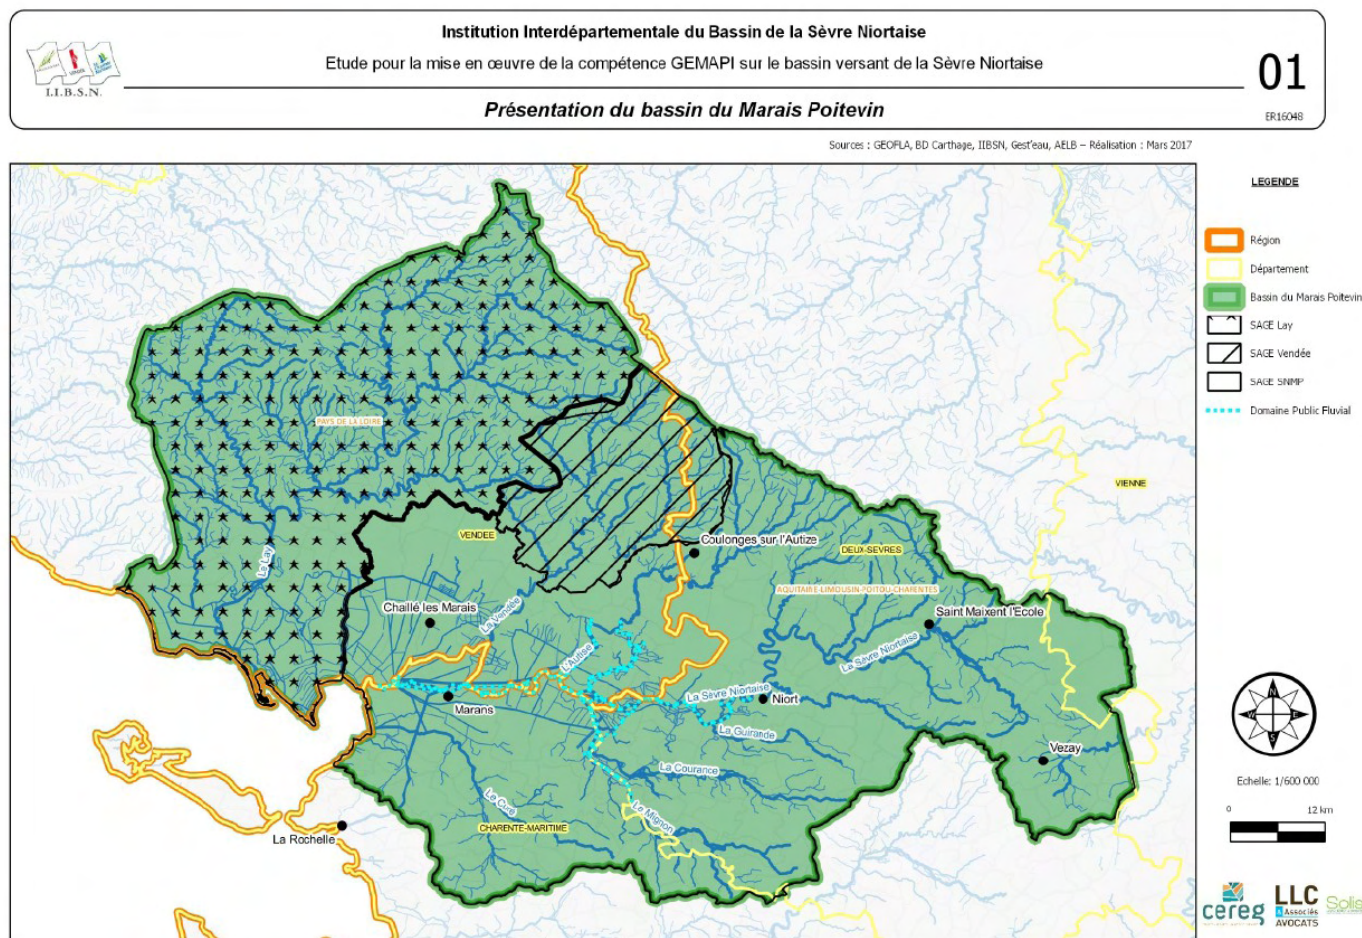 Institution Interdépartementale du Bassin de la Sèvre Niortaise
Etude pour la mise en œuvre de la compétence GEMAPI sur le bassin versant de la Sèvre Niortaise
Présentation du bassin du Marais Poitevin
I.I.B.S.N.
01
ER16048
Sources : GEOFLA, BD Carthage, IIBSN, Gest'eau, AELB – Réalisation : Mars 2017
LEGENDE
Région
Département
Bassin du Marais Poitevin
SAGE Lay
SAGE Vendée
SAGE SNMP
Domaine Public Fluvial
PAYS DE LA LOIRE
VIENNE
VENDEE
Coulonges sur l'Autize
DEUX-SEVRES
Le Lay
AQUITAINE-LIMOUSIN-POITOU-CHARENTES
Chaillé les Marais
La Vendée
Saint Maixent l'Ecole
L'Autise
La Sèvre Niortaise
La Sèvre Niortaise
Marans
Niort
La Guirande
Vezay
La Courance
Le Curé
Le Mignon
CHARENTE-MARITIME
La Rochelle
N
W
E
S
Echelle: 1/600 000
0 12 km
cereg
LLC
& Associés
AVOCATS
Solis